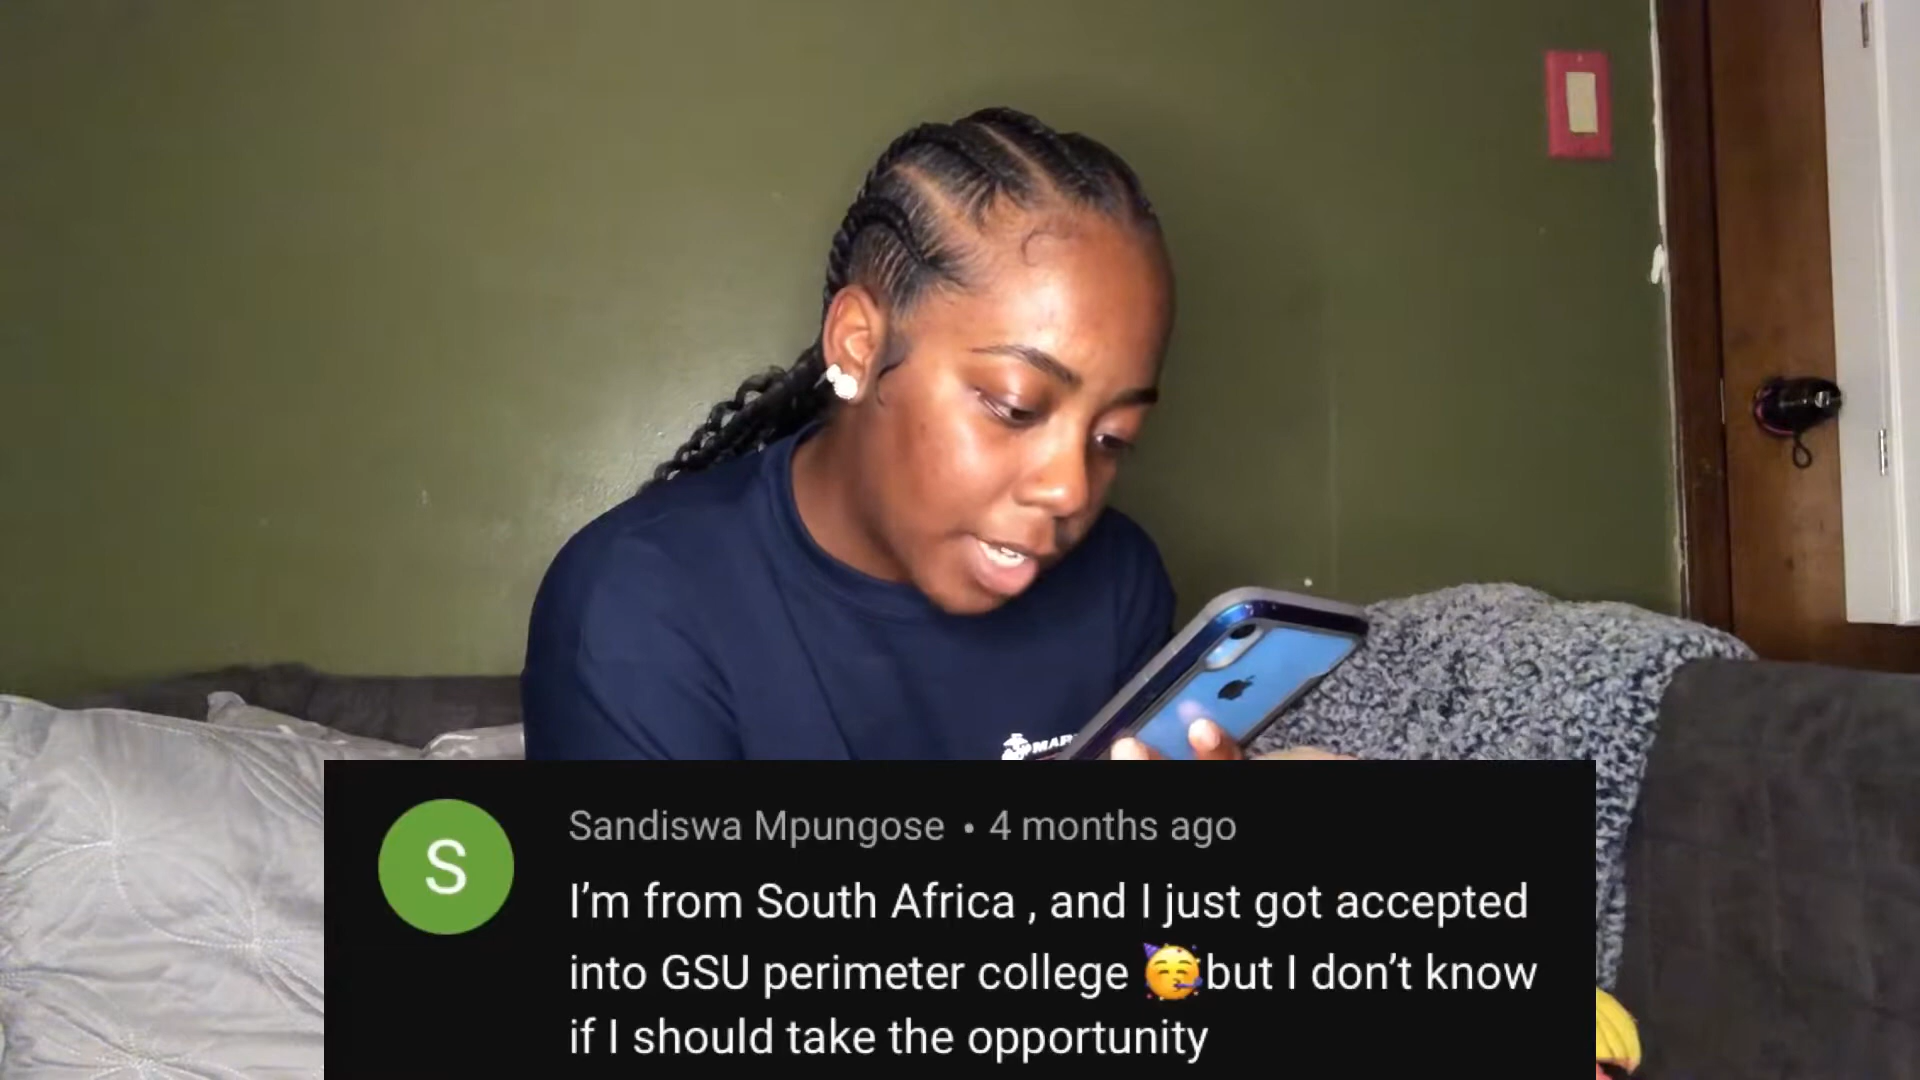 MAR
S
Sandiswa Mpungose • 4 months ago
I’m from South Africa , and I just got accepted
into GSU perimeter college 🥳but I don’t know
if I should take the opportunity